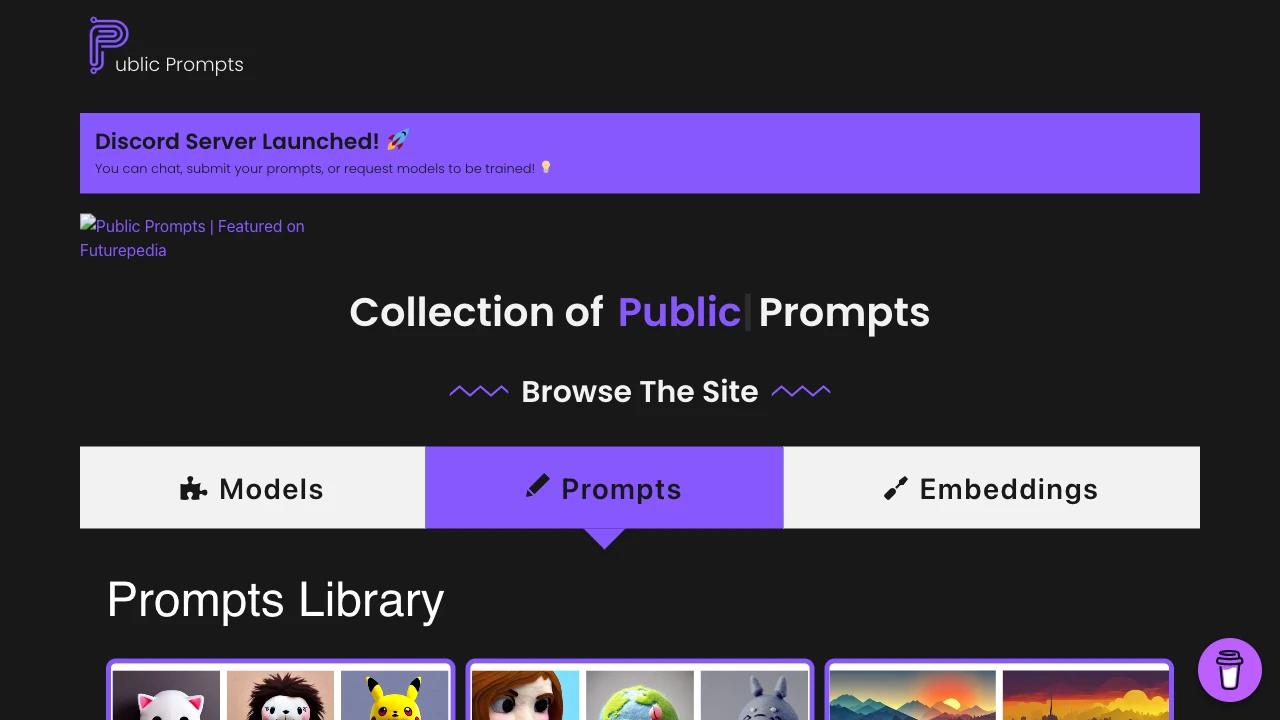 Public Prompts
Discord Server Launched! 🚀
You can chat, submit your prompts, or request models to be trained! 💡
Public Prompts | Featured on
Futurepedia
Collection of Public| Prompts
Browse The Site
Models
Prompts
Embeddings
Prompts Library